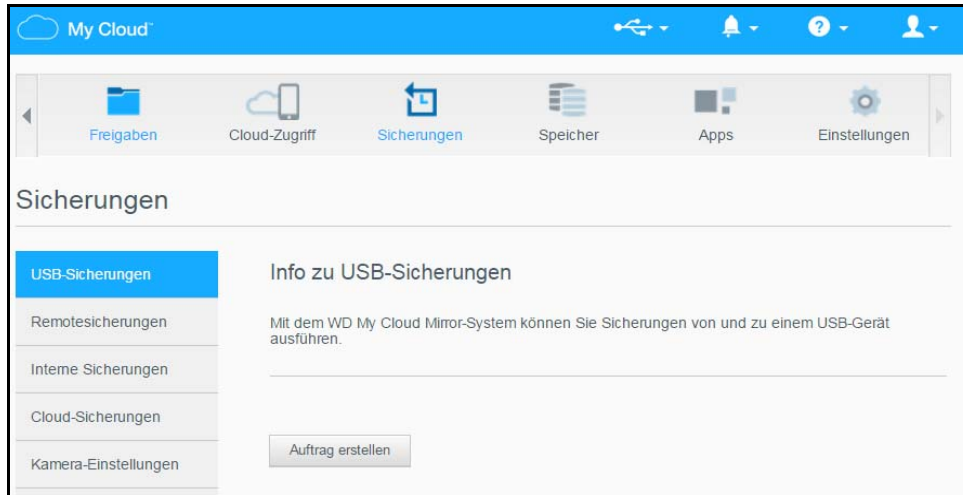 My Cloud™
Freigaben
Cloud-Zugriff
Sicherungen
Speicher
Apps
Einstellungen
Sicherungen
USB-Sicherungen
Remotesicherungen
Interne Sicherungen
Cloud-Sicherungen
Kamera-Einstellungen
Info zu USB-Sicherungen
Mit dem WD My Cloud Mirror-System können Sie Sicherungen von und zu einem USB-Gerät
ausführen.
Auftrag erstellen